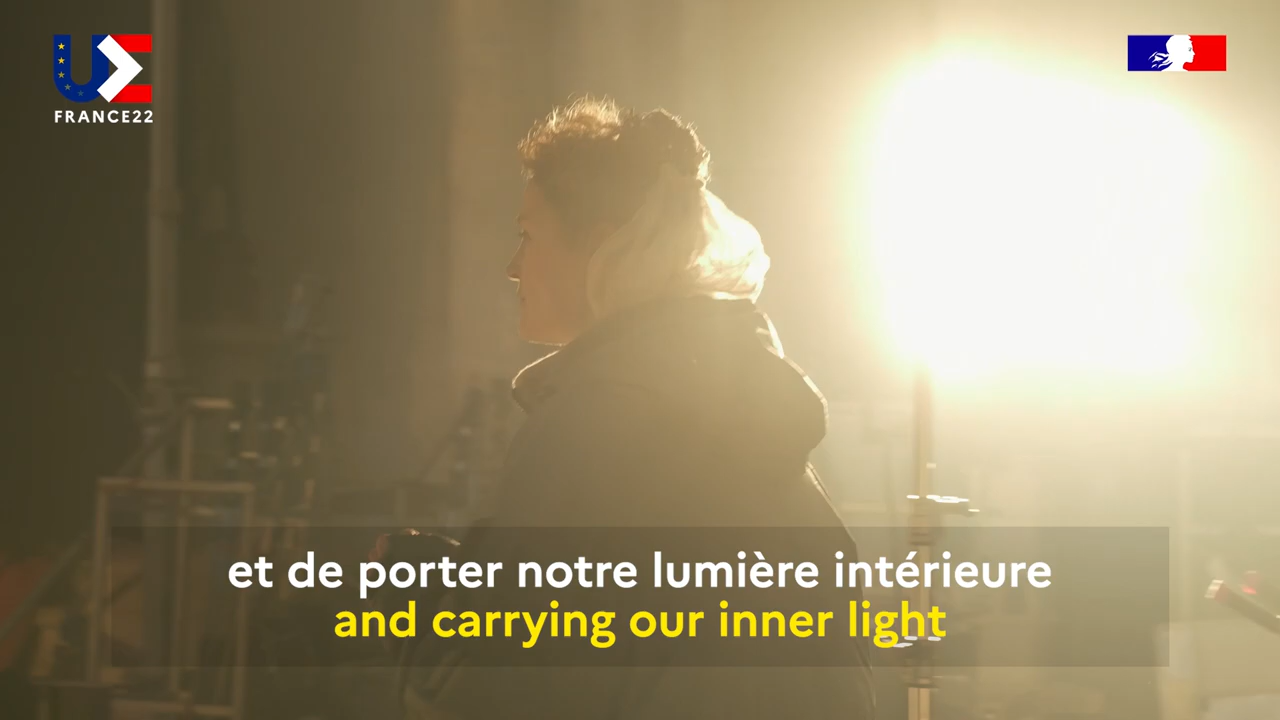 FRANCE22
et de porter notre lumière intérieure
and carrying our inner light